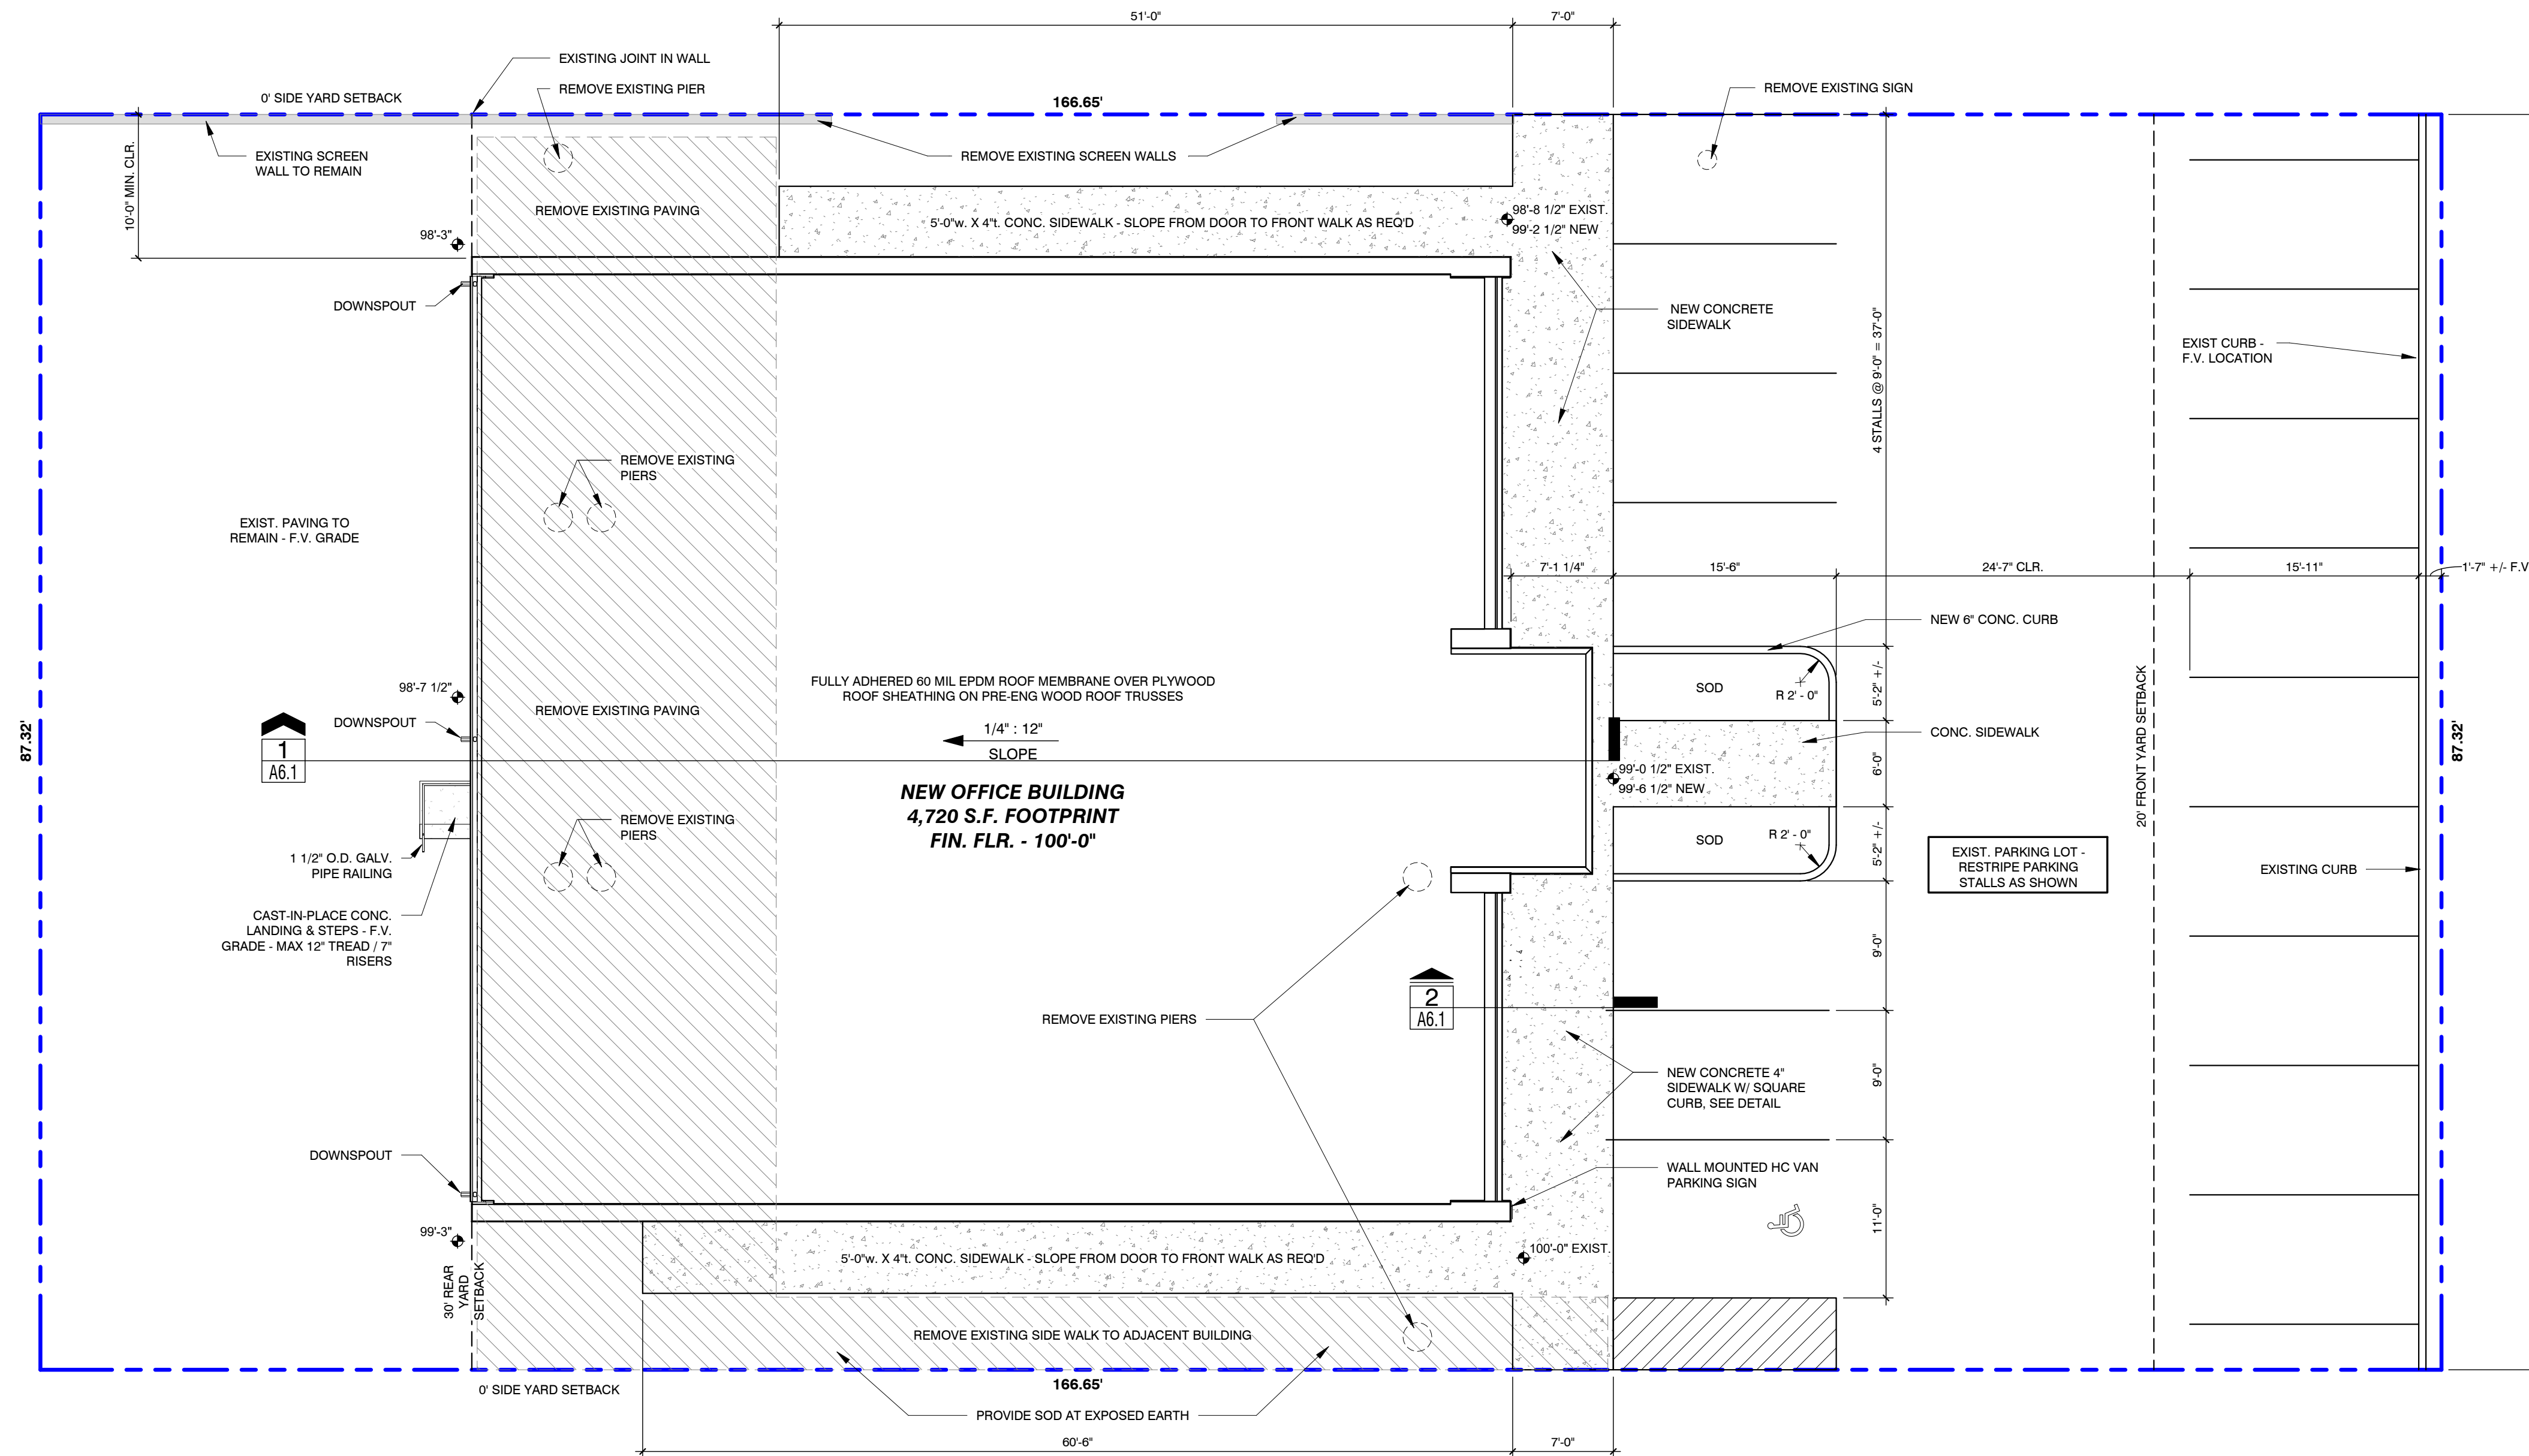 51'-0"
7'-0"
EXISTING JOINT IN WALL
REMOVE EXISTING PIER
REMOVE EXISTING SIGN
0' SIDE YARD SETBACK
166.65'
EXISTING SCREEN
WALL TO REMAIN
REMOVE EXISTING SCREEN WALLS
10'-0" MIN. CLR.
REMOVE EXISTING PAVING
5'-0"w. X 4"t. CONC. SIDEWALK - SLOPE FROM DOOR TO FRONT WALK AS REQ'D
98'-8 1/2" EXIST.
99'-2 1/2" NEW
98'-3"
DOWNSPOUT
NEW CONCRETE
SIDEWALK
4 STALLS @ 9'-0" = 37'-0"
EXIST CURB -
F.V. LOCATION
REMOVE EXISTING
PIERS
EXIST. PAVING TO
REMAIN - F.V. GRADE
7'-1 1/4"
15'-6"
24'-7" CLR.
15'-11"
1'-7" +/- F.V
NEW 6" CONC. CURB
5'-2" +/-
SOD
R 2' - 0"
98'-7 1/2"
FULLY ADHERED 60 MIL EPDM ROOF MEMBRANE OVER PLYWOOD
ROOF SHEATHING ON PRE-ENG WOOD ROOF TRUSSES
REMOVE EXISTING PAVING
DOWNSPOUT
1/4" : 12"
SLOPE
1
A6.1
87.32'
CONC. SIDEWALK
6'-0"
20' FRONT YARD SETBACK
87.32'
99'-0 1/2" EXIST.
99'-6 1/2" NEW
NEW OFFICE BUILDING
4,720 S.F. FOOTPRINT
FIN. FLR. - 100'-0"
REMOVE EXISTING
PIERS
SOD
R 2' - 0"
5'-2" +/-
EXIST. PARKING LOT -
RESTRIPE PARKING
STALLS AS SHOWN
EXISTING CURB
1 1/2" O.D. GALV.
PIPE RAILING
CAST-IN-PLACE CONC.
LANDING & STEPS - F.V.
GRADE - MAX 12" TREAD / 7"
RISERS
9'-0"
2
A6.1
REMOVE EXISTING PIERS
NEW CONCRETE 4"
SIDEWALK W/ SQUARE
CURB, SEE DETAIL
9'-0"
DOWNSPOUT
WALL MOUNTED HC VAN
PARKING SIGN
11'-0"
99'-3"
5'-0"w. X 4"t. CONC. SIDEWALK - SLOPE FROM DOOR TO FRONT WALK AS REQ'D
100'-0" EXIST.
30' REAR
YARD
SETBACK
REMOVE EXISTING SIDE WALK TO ADJACENT BUILDING
0' SIDE YARD SETBACK
166.65'
PROVIDE SOD AT EXPOSED EARTH
60'-6"
7'-0"